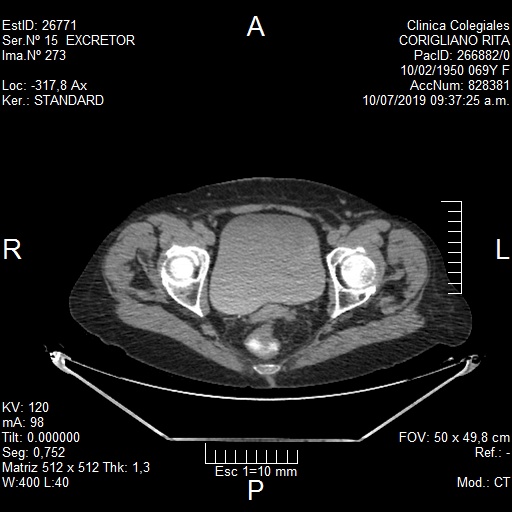 EstID: 26771
Ser.Nº 15 EXCRETOR
Ima.Nº 273
Loc: -317,8 Ax
Ker.: STANDARD
A
Clinica Colegiales
CORIGLIANO RITA
PacID: 266882/0
10/02/1950 069Y F
AccNum: 828381
10/07/2019 09:37:25 a.m.
R
L
KV: 120
mA: 98
Tilt: 0.000000
Seg: 0,752
Matriz 512 x 512 Thk: 1,3
W:400 L:40
Esc 1=10 mm
P
FOV: 50 x 49,8 cm
Ref.: -
Mod.: CT